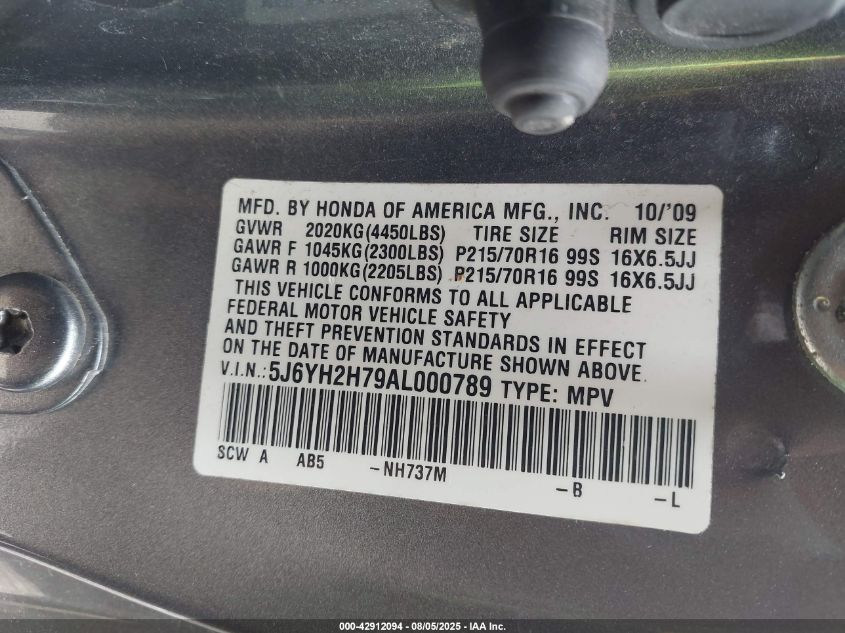 MFD. BY HONDA OF AMERICA MFG., INC. 10/'09
GVWR 2020KG(4450LBS) TIRE SIZE RIM SIZE
GAWR F 1045KG(2300LBS) P215/70R16 99S 16X6.5JJ
GAWR R 1000KG(2205LBS) P215/70R16 99S 16X6.5JJ
THIS VEHICLE CONFORMS TO ALL APPLICABLE
FEDERAL MOTOR VEHICLE SAFETY
AND THEFT PREVENTION STANDARDS IN EFFECT
ON THE DATE OF MANUFACTURE SHOWN ABOVE.
V.I.N.:5J6YH2H79AL000789 TYPE: MPV
SCW A AB5 -NH737M -B -L
000-42912094 - 08/05/2025 - IAA Inc.